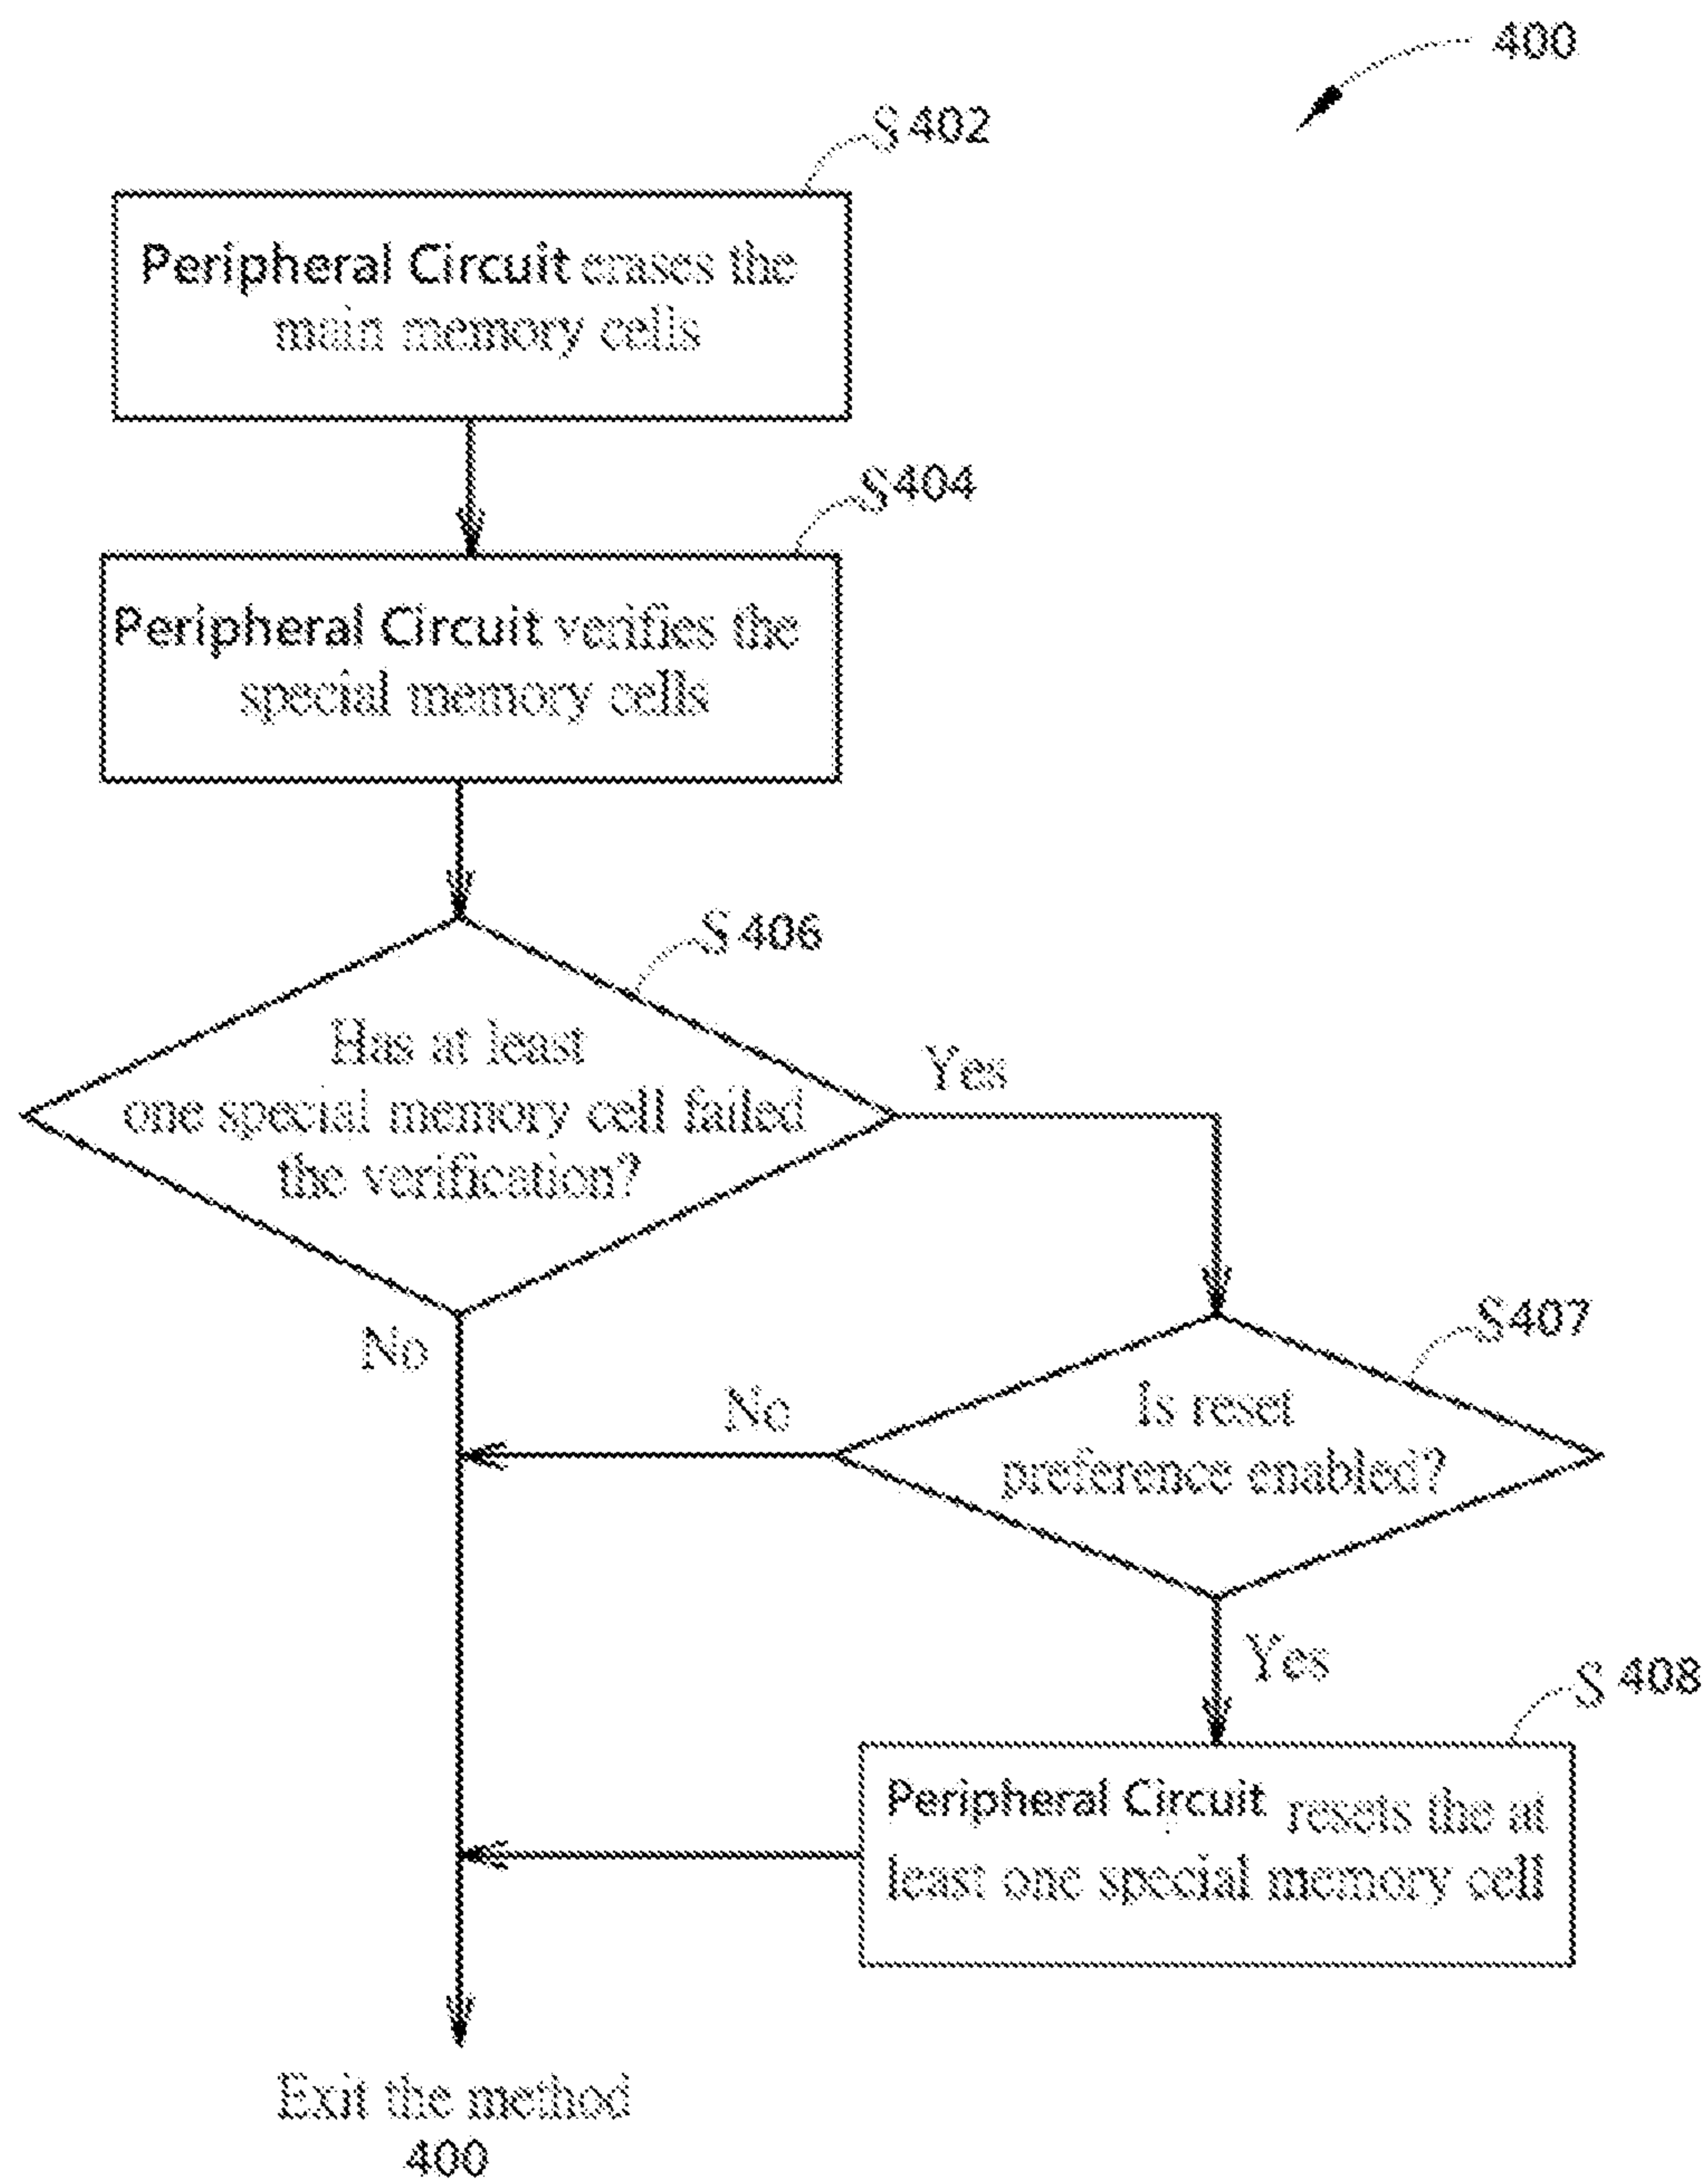 400
S402
Peripheral Circuit erases the
main memory cells
S404
Peripheral Circuit verifies the
special memory cells
S406
Has at least
one special memory cell failed
the verification?
Yes
No
S407
Is reset
preference enabled?
No
Yes
S408
Peripheral Circuit resets the at
least one special memory cell
Exit the method
400